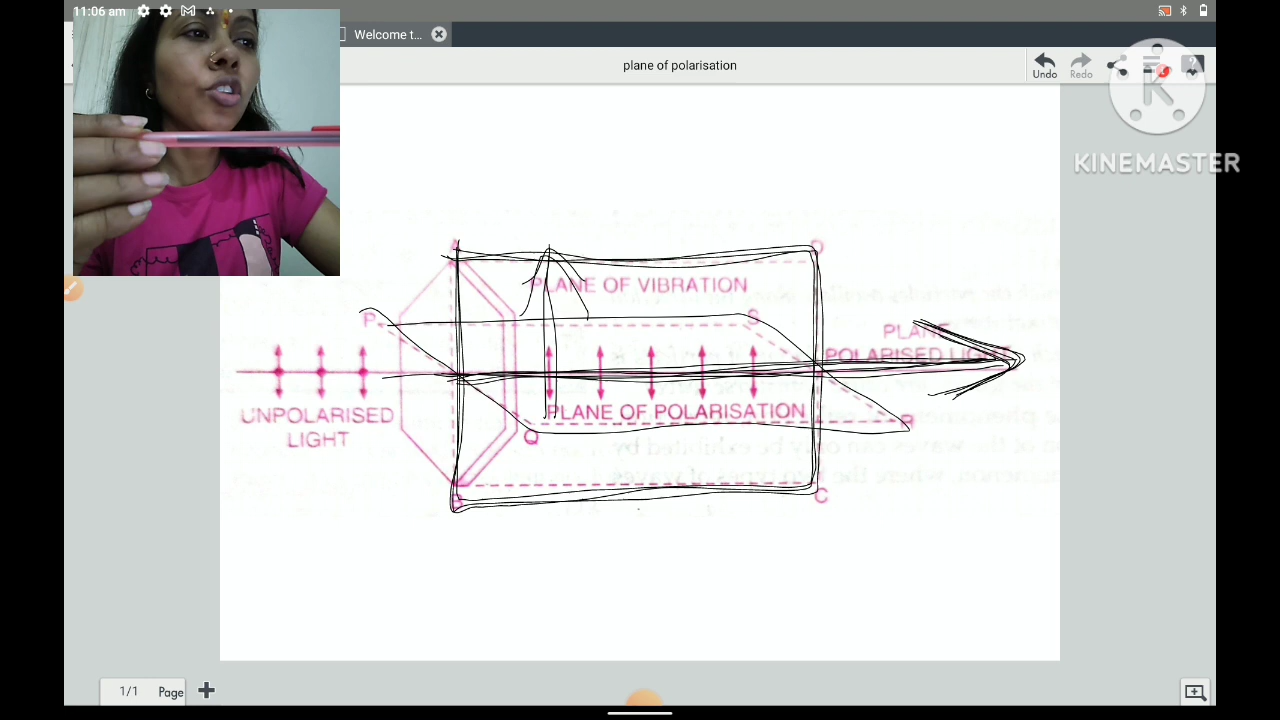 11:06 am
Welcome t...
plane of polarisation
Undo
Redo
KINEMASTER
A
D
PLANE OF VIBRATION
P
S
PLANE
POLARISED LIGHT
UNPOLARISED
LIGHT
PLANE OF POLARISATION
Q
R
B
C
1/1
Page